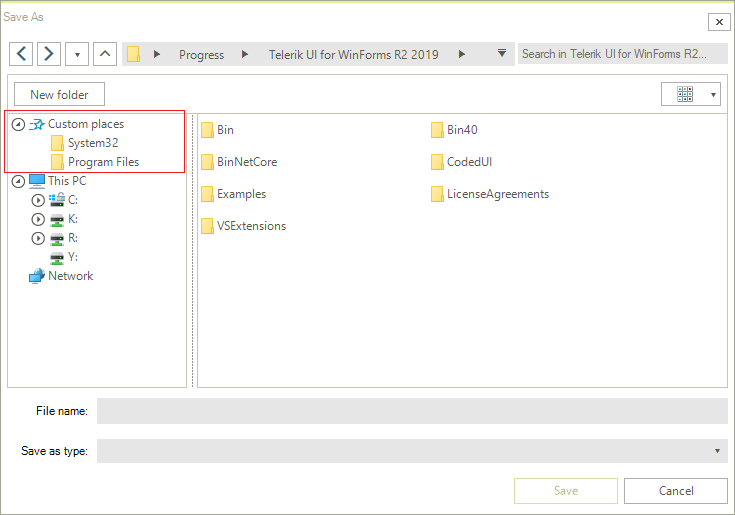 Save As
Progress Telerik UI for WinForms R2 2019 Search in Telerik UI for WinForms R2...
New folder
Custom places
System32
Program Files
This PC
C:
K:
R:
Y:
Network
Bin Bin40
BinNetCore CodedUI
Examples LicenseAgreements
VSExtensions
File name:
Save as type:
Save Cancel